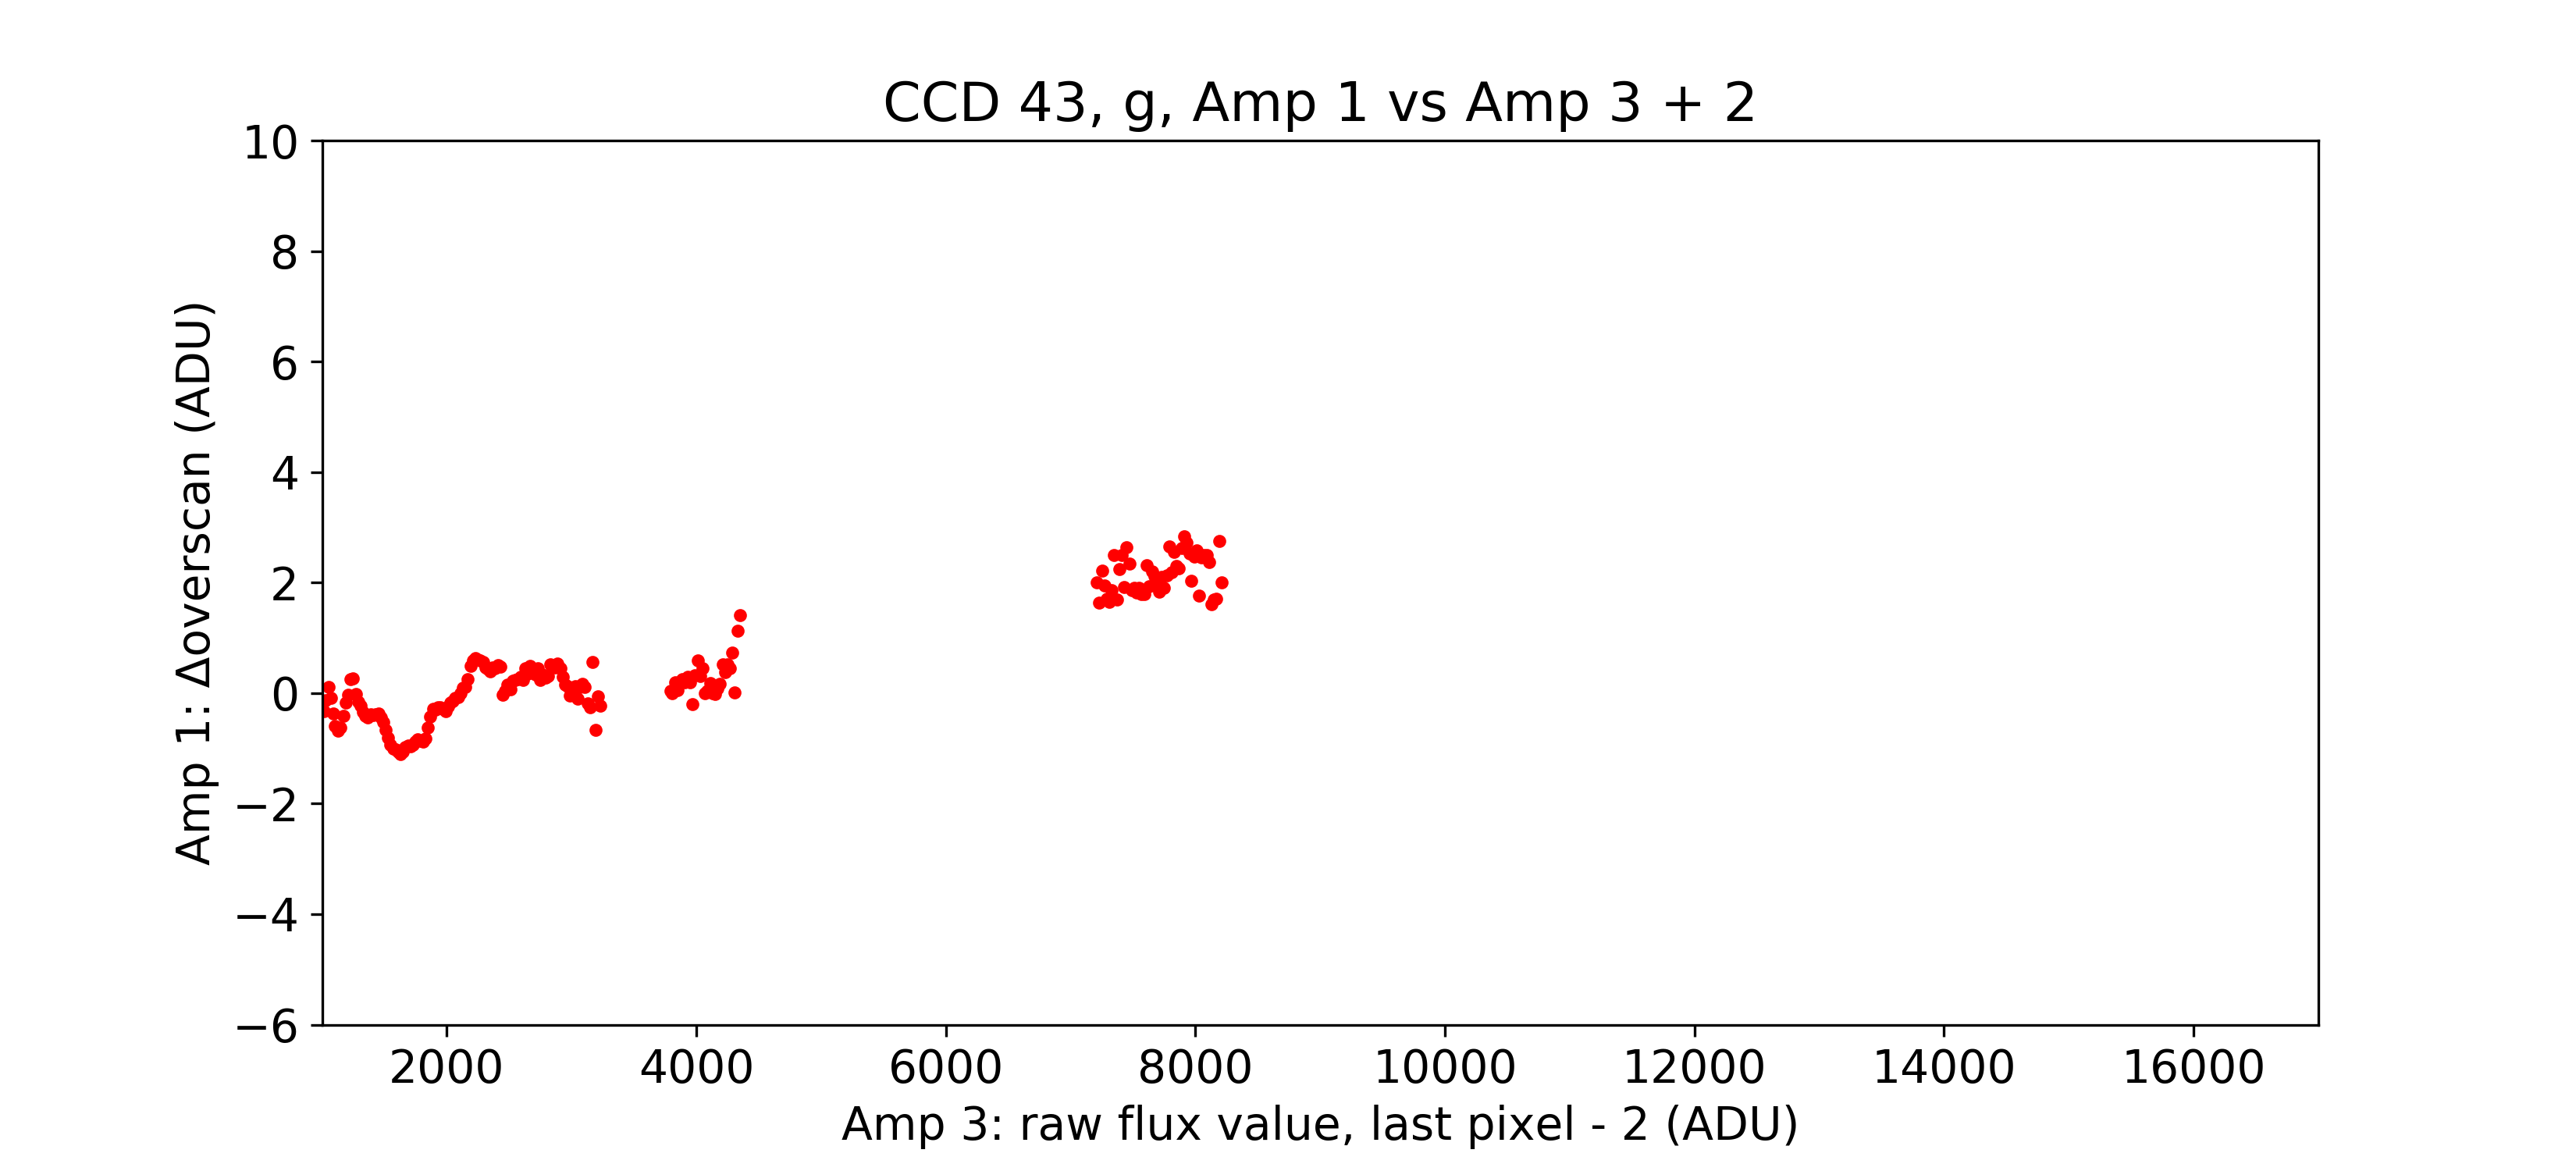 CCD 43, g, Amp 1 vs Amp 3 + 2
10
8
6
4
2
0
−2
−4
−6
Amp 1: Δoverscan (ADU)
2000 4000 6000 8000 10000 12000 14000 16000
Amp 3: raw flux value, last pixel - 2 (ADU)